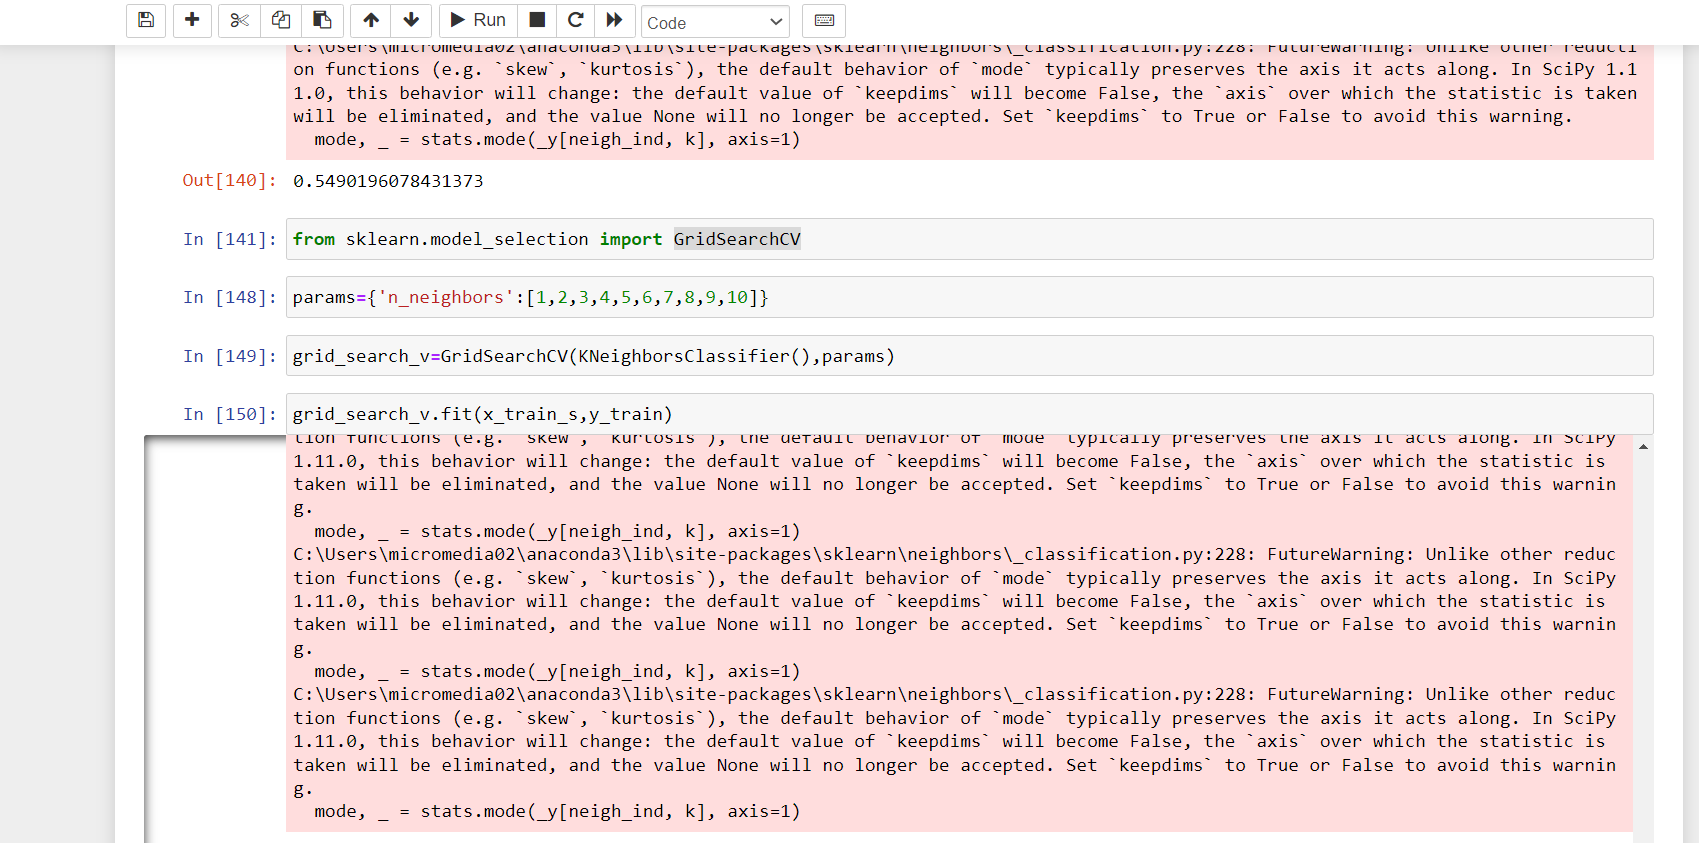 Run
Code
C:\Users\micromedia02\anaconda3\lib\site-packages\sklearn\neighbors\_classification.py:228: FutureWarning: Unlike other reducti
on functions (e.g. `skew`, `kurtosis`), the default behavior of `mode` typically preserves the axis it acts along. In SciPy 1.1
1.0, this behavior will change: the default value of `keepdims` will become False, the `axis` over which the statistic is taken
will be eliminated, and the value None will no longer be accepted. Set `keepdims` to True or False to avoid this warning.
mode, _ = stats.mode(_y[neigh_ind, k], axis=1)
Out[140]: 0.5490196078431373
In [141]: from sklearn.model_selection import GridSearchCV
In [148]: params={'n_neighbors':[1,2,3,4,5,6,7,8,9,10]}
In [149]: grid_search_v=GridSearchCV(KNeighborsClassifier(),params)
In [150]: grid_search_v.fit(x_train_s,y_train)
tion functions (e.g. `skew`, `kurtosis`), the default behavior of `mode` typically preserves the axis it acts along. In SciPy
1.11.0, this behavior will change: the default value of `keepdims` will become False, the `axis` over which the statistic is
taken will be eliminated, and the value None will no longer be accepted. Set `keepdims` to True or False to avoid this warnin
g.
mode, _ = stats.mode(_y[neigh_ind, k], axis=1)
C:\Users\micromedia02\anaconda3\lib\site-packages\sklearn\neighbors\_classification.py:228: FutureWarning: Unlike other reduc
tion functions (e.g. `skew`, `kurtosis`), the default behavior of `mode` typically preserves the axis it acts along. In SciPy
1.11.0, this behavior will change: the default value of `keepdims` will become False, the `axis` over which the statistic is
taken will be eliminated, and the value None will no longer be accepted. Set `keepdims` to True or False to avoid this warnin
g.
mode, _ = stats.mode(_y[neigh_ind, k], axis=1)
C:\Users\micromedia02\anaconda3\lib\site-packages\sklearn\neighbors\_classification.py:228: FutureWarning: Unlike other reduc
tion functions (e.g. `skew`, `kurtosis`), the default behavior of `mode` typically preserves the axis it acts along. In SciPy
1.11.0, this behavior will change: the default value of `keepdims` will become False, the `axis` over which the statistic is
taken will be eliminated, and the value None will no longer be accepted. Set `keepdims` to True or False to avoid this warnin
g.
mode, _ = stats.mode(_y[neigh_ind, k], axis=1)